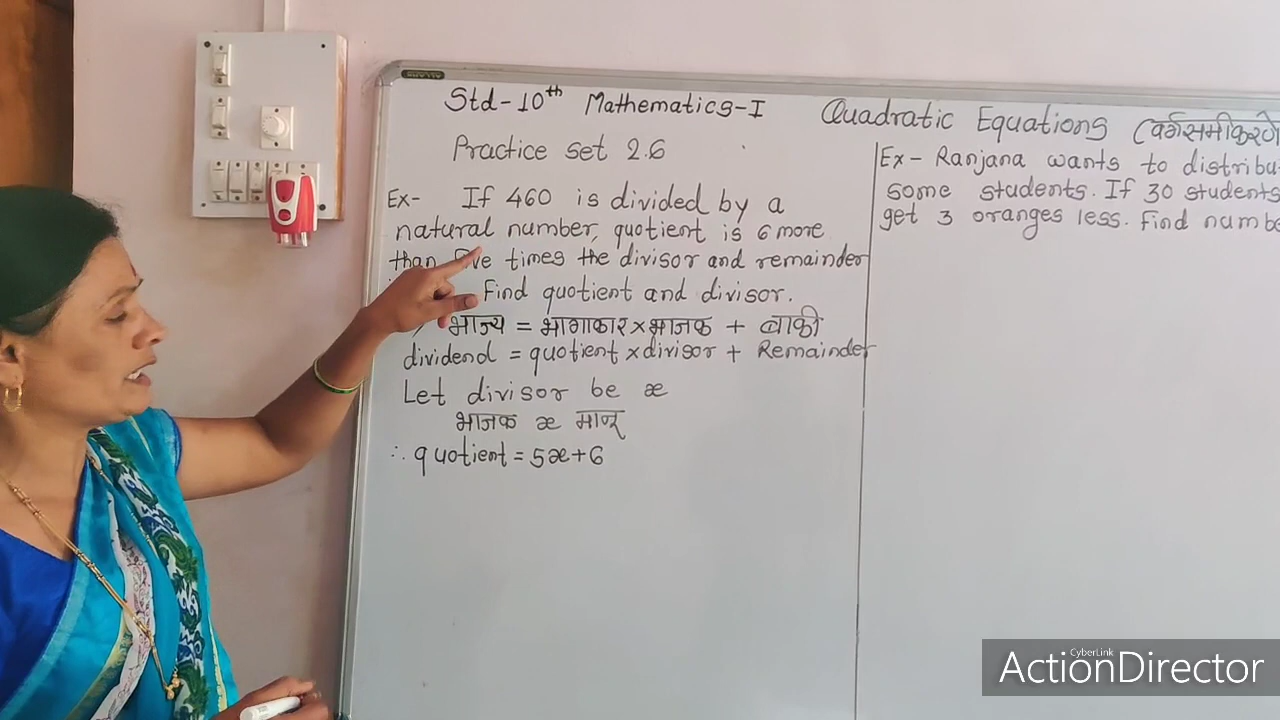 Std-10th Mathematics-I Quadratic Equations (वर्गसमीकरणे
Practice set 2.6
Ex- If 460 is divided by a
natural number, quotient is 6 more
than five times the divisor and remainder
Find quotient and divisor.
भाज्य = भागाकार × भाजक + बाकी
dividend = quotient × divisor + Remainder
Let divisor be x
भाजक x मानू
∴ quotient = 5x+6
Ex- Ranjana wants to distribu
some students. If 30 students
get 3 oranges less. Find numbe
CyberLink
ActionDirector